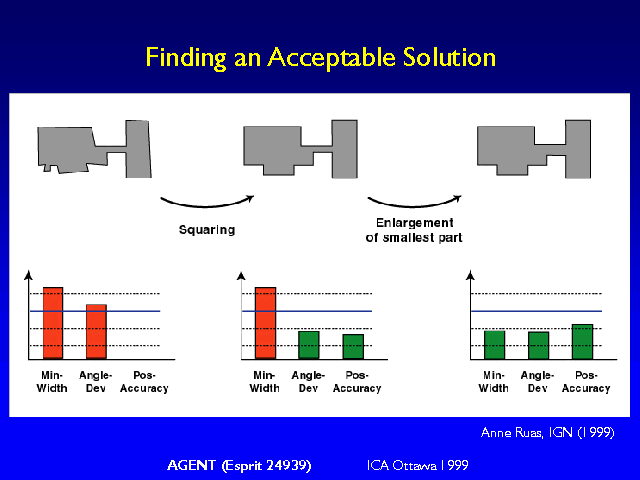 Finding an Acceptable Solution
Squaring
Enlargement
of smallest part
Min-
Width
Angle-
Dev
Pos-
Accuracy
Min-
Width
Angle-
Dev
Pos-
Accuracy
Min-
Width
Angle-
Dev
Pos-
Accuracy
Anne Ruas, IGN (1999)
AGENT (Esprit 24939)
ICA Ottawa 1999